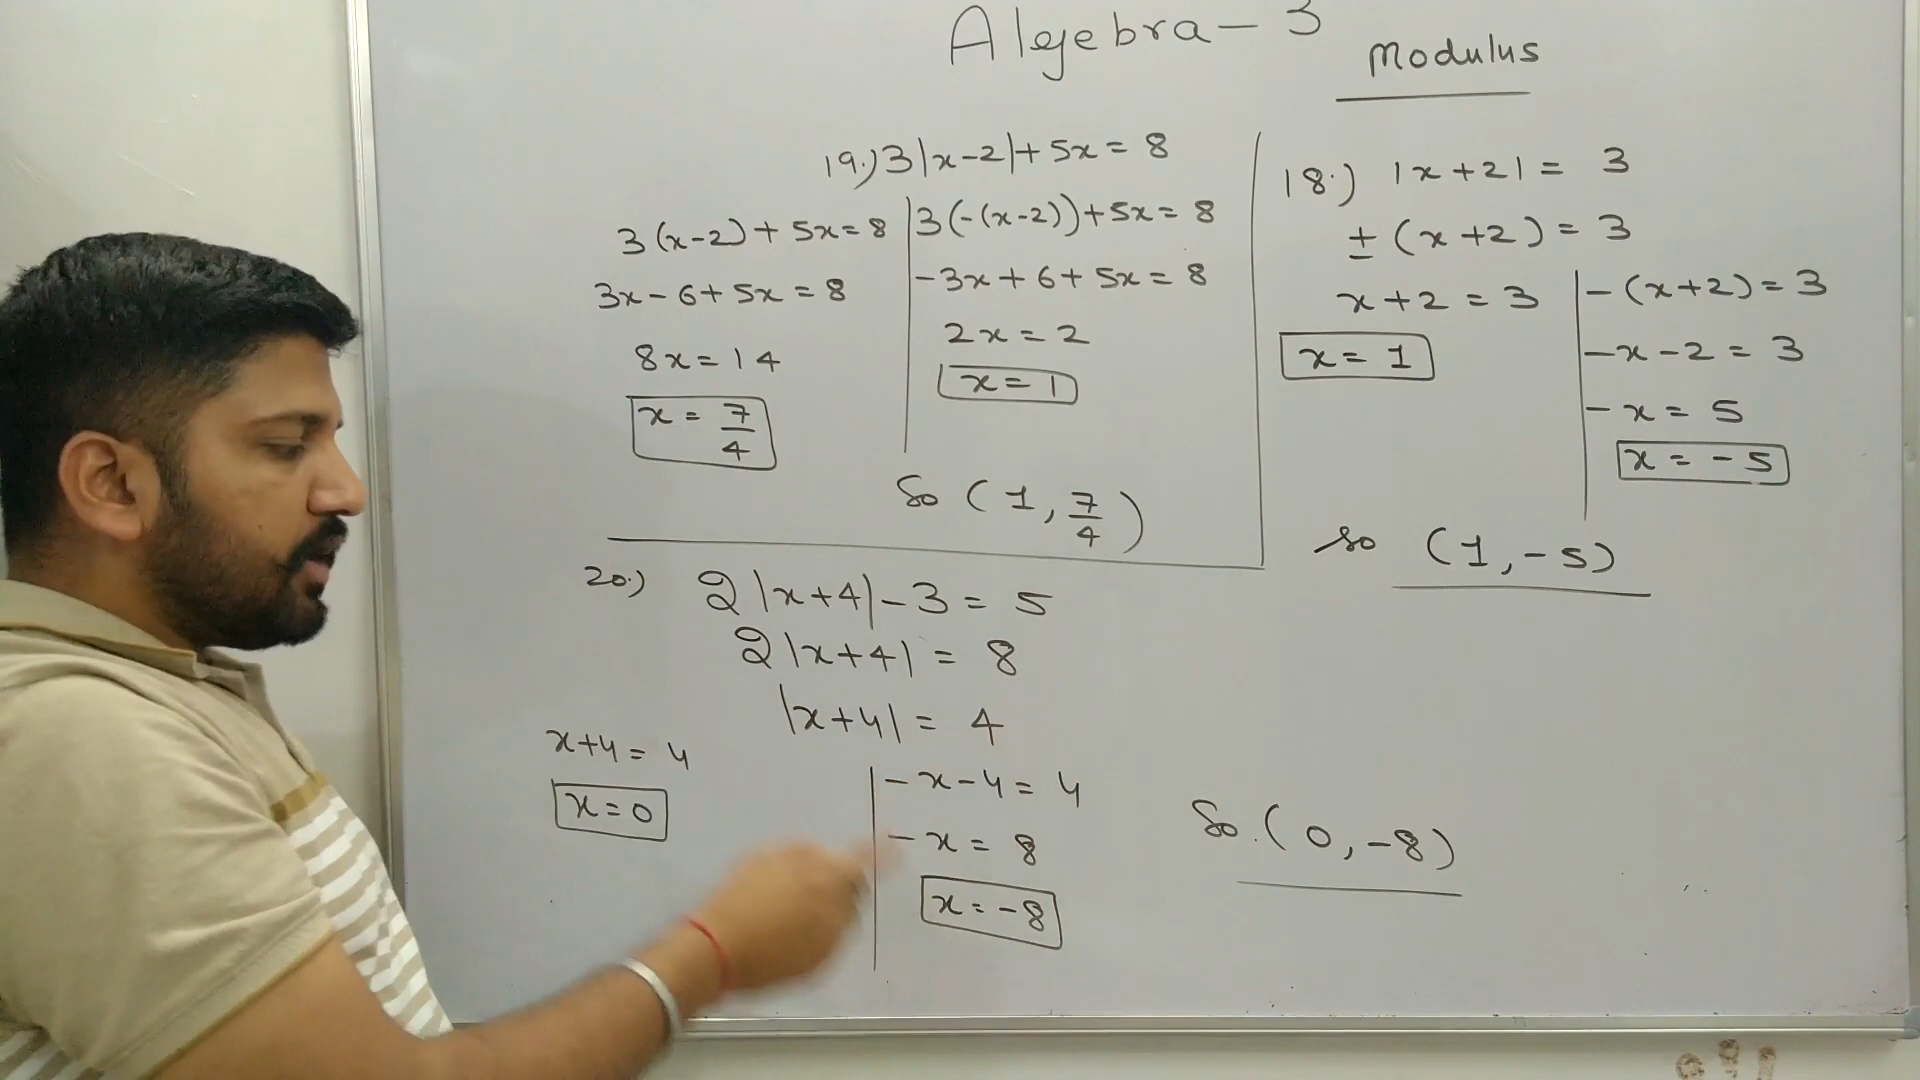 Algebra - 3
Modulus
19.) 3|x-2|+5x = 8
3(x-2)+5x=8
3x-6+5x=8
8x=14
x = 7/4
3(-(x-2))+5x=8
-3x+6+5x=8
2x=2
x=1
So (1, 7/4)
18.) |x+2| = 3
± (x+2) = 3
x+2 = 3
x=1
-(x+2)=3
-x-2=3
-x=5
x=-5
so (1,-5)
20.) 2|x+4|-3=5
2|x+4| = 8
|x+4| = 4
x+4=4
x=0
-x-4=4
-x=8
x=-8
So.(0,-8)